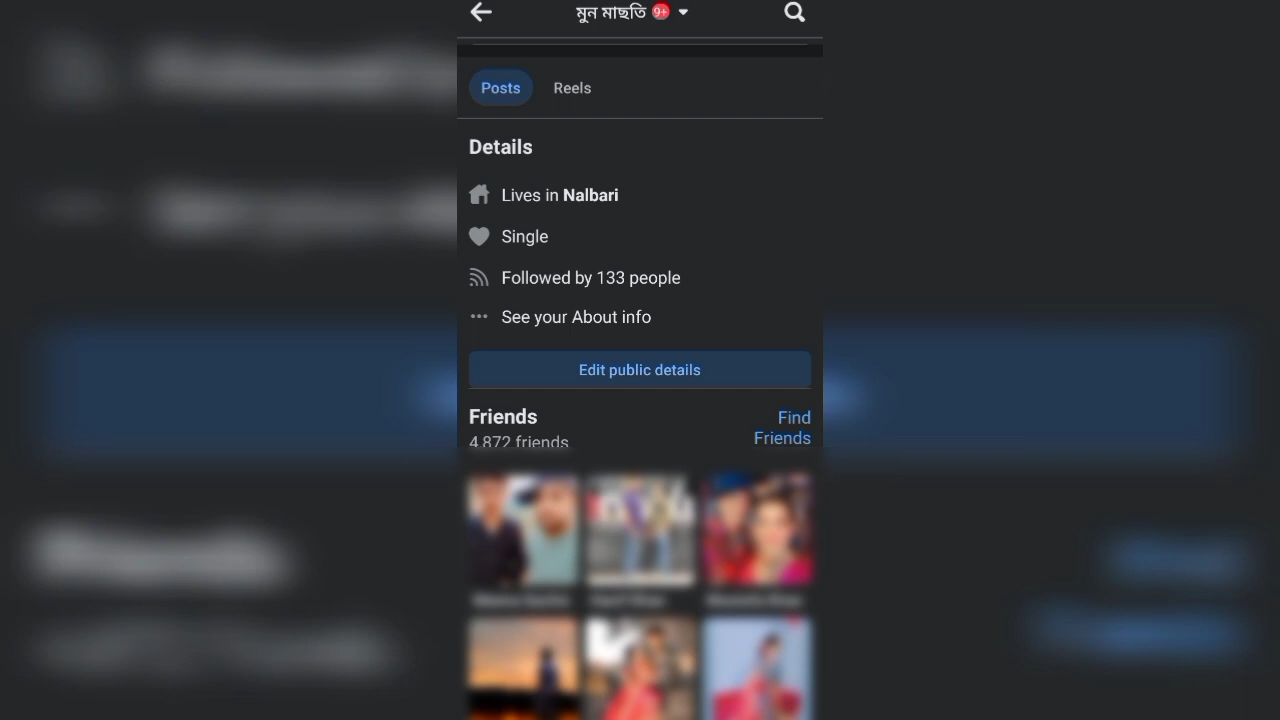 মুন মাছতি 9+
Posts Reels
Details
Lives in Nalbari
Single
Followed by 133 people
See your About info
Edit public details
Friends
Find
Friends
4,872 friends